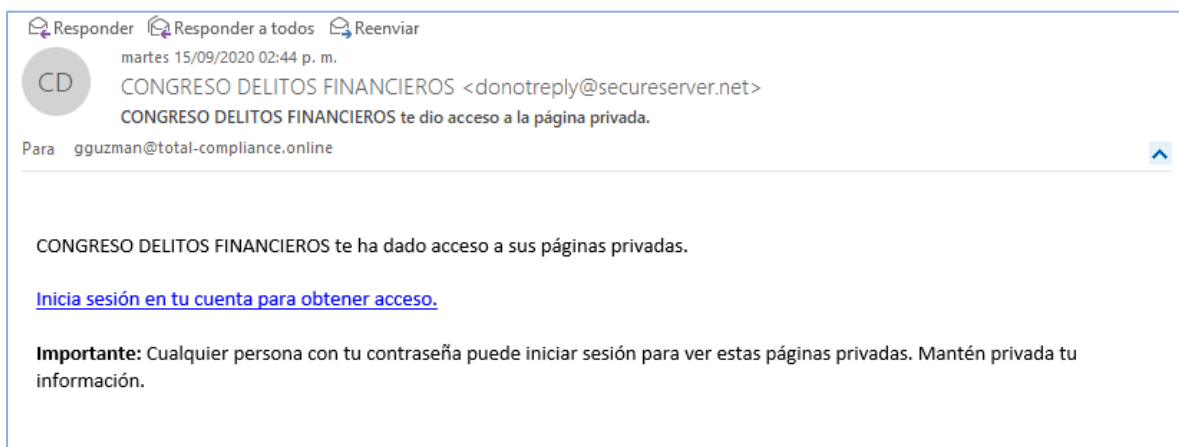 Responder Responder a todos Reenviar
martes 15/09/2020 02:44 p. m.
CD
CONGRESO DELITOS FINANCIEROS <donotreply@secureserver.net>
CONGRESO DELITOS FINANCIEROS te dio acceso a la página privada.
Para gguzman@total-compliance.online
CONGRESO DELITOS FINANCIEROS te ha dado acceso a sus páginas privadas.
Inicia sesión en tu cuenta para obtener acceso.
Importante: Cualquier persona con tu contraseña puede iniciar sesión para ver estas páginas privadas. Mantén privada tu
información.